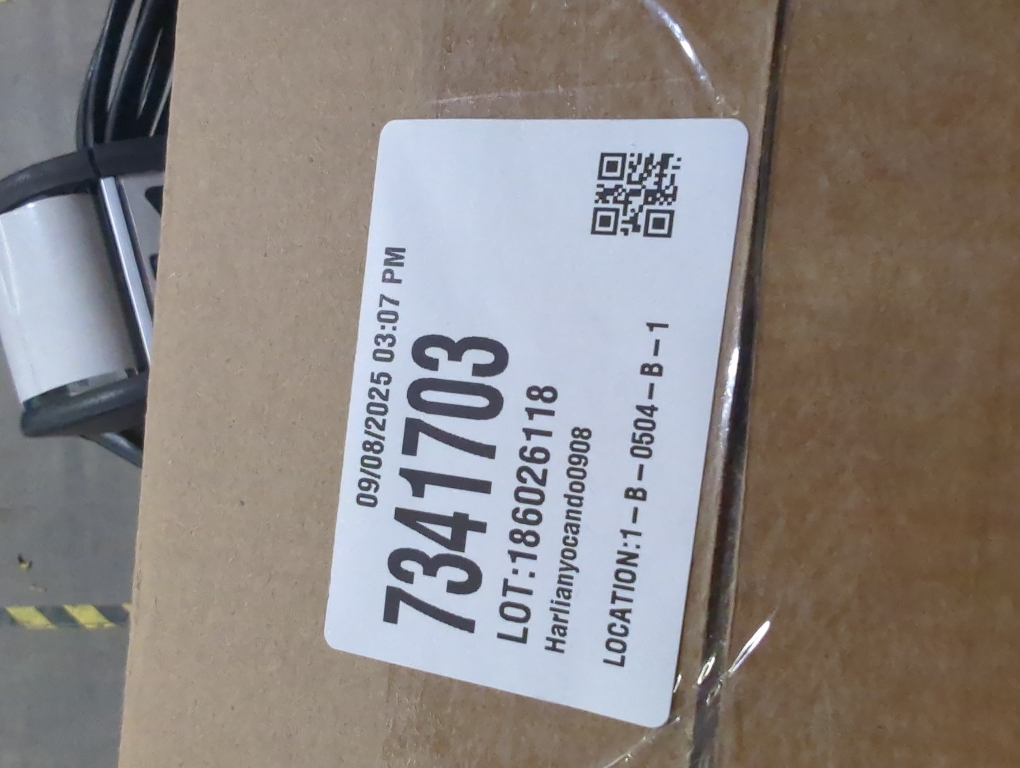 09/08/2025 03:07 PM
7341703
LOT:186026118
Harlianyocando0908
LOCATION:1-B-0504-B-1